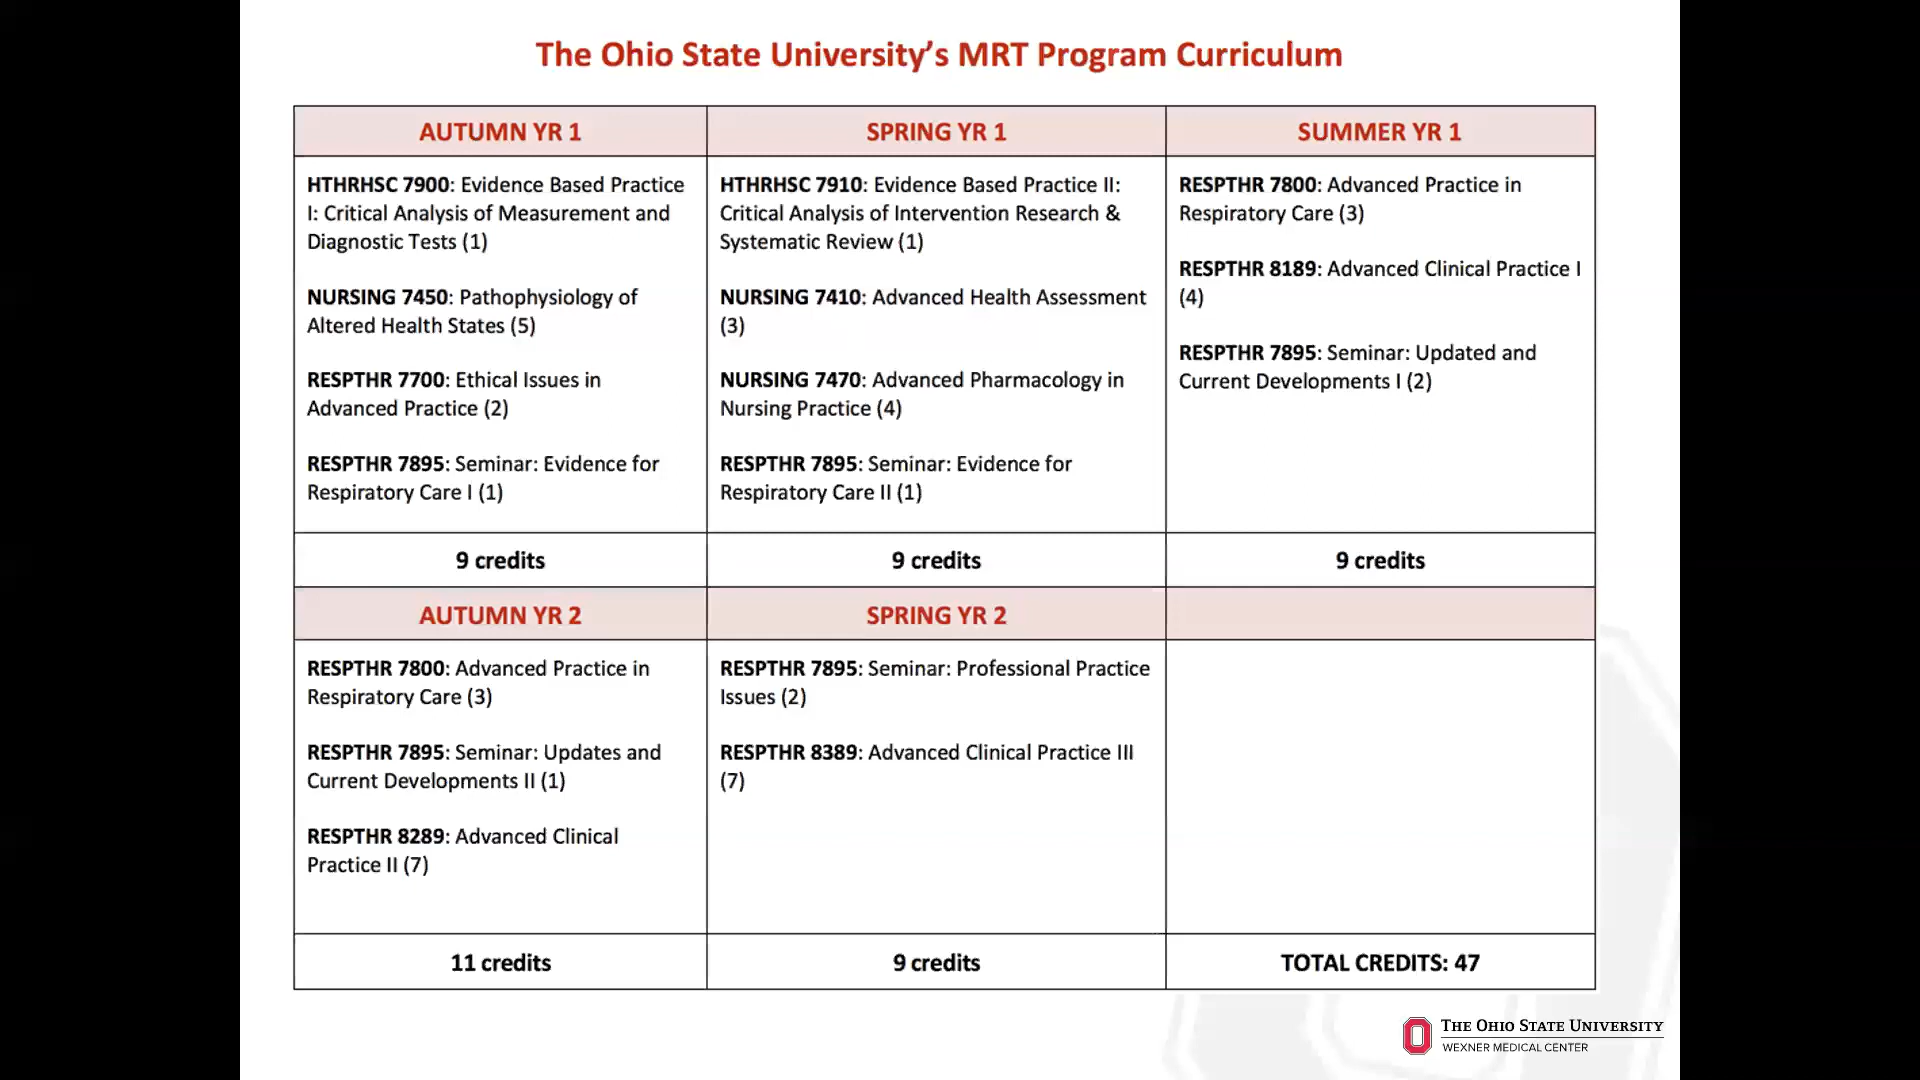 The Ohio State University’s MRT Program Curriculum
AUTUMN YR 1
SPRING YR 1
SUMMER YR 1
HTHRHSC 7900: Evidence Based Practice
I: Critical Analysis of Measurement and
Diagnostic Tests (1)
NURSING 7450: Pathophysiology of
Altered Health States (5)
RESPTHR 7700: Ethical Issues in
Advanced Practice (2)
RESPTHR 7895: Seminar: Evidence for
Respiratory Care I (1)
HTHRHSC 7910: Evidence Based Practice II:
Critical Analysis of Intervention Research &
Systematic Review (1)
NURSING 7410: Advanced Health Assessment
(3)
NURSING 7470: Advanced Pharmacology in
Nursing Practice (4)
RESPTHR 7895: Seminar: Evidence for
Respiratory Care II (1)
RESPTHR 7800: Advanced Practice in
Respiratory Care (3)
RESPTHR 8189: Advanced Clinical Practice I
(4)
RESPTHR 7895: Seminar: Updated and
Current Developments I (2)
9 credits
9 credits
9 credits
AUTUMN YR 2
SPRING YR 2
RESPTHR 7800: Advanced Practice in
Respiratory Care (3)
RESPTHR 7895: Seminar: Updates and
Current Developments II (1)
RESPTHR 8289: Advanced Clinical
Practice II (7)
RESPTHR 7895: Seminar: Professional Practice
Issues (2)
RESPTHR 8389: Advanced Clinical Practice III
(7)
11 credits
9 credits
TOTAL CREDITS: 47
THE OHIO STATE UNIVERSITY
WEXNER MEDICAL CENTER